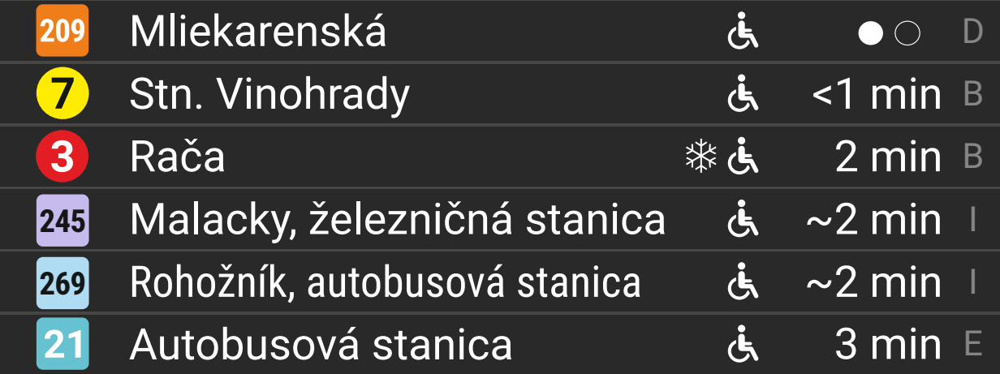 209 Mliekarenská D
7 Stn. Vinohrady <1 min B
3 Rača 2 min B
245 Malacky, železničná stanica ~2 min I
269 Rohožník, autobusová stanica ~2 min I
21 Autobusová stanica 3 min E